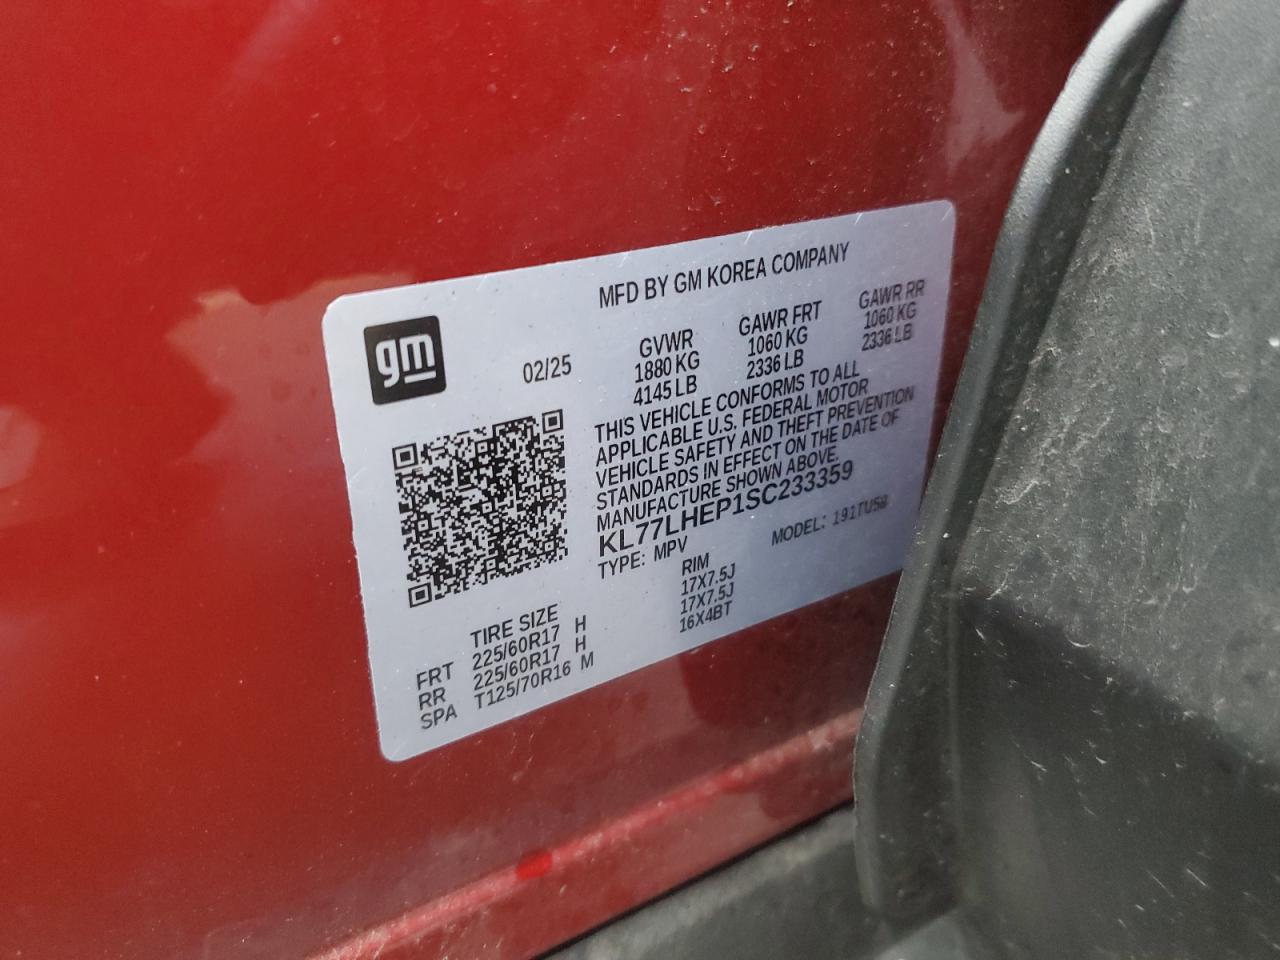 MFD BY GM KOREA COMPANY
gm
02/25
GVWR GAWR FRT GAWR RR
1880 KG 1060 KG 1060 KG
4145 LB 2336 LB 2336 LB
THIS VEHICLE CONFORMS TO ALL
APPLICABLE U.S. FEDERAL MOTOR
VEHICLE SAFETY AND THEFT PREVENTION
STANDARDS IN EFFECT ON THE DATE OF
MANUFACTURE SHOWN ABOVE.
KL77LHEP1SC233359
TYPE: MPV MODEL: 191TU58
TIRE SIZE RIM
FRT 225/60R17 H 17X7.5J
RR 225/60R17 H 17X7.5J
SPA T125/70R16 M 16X4BT